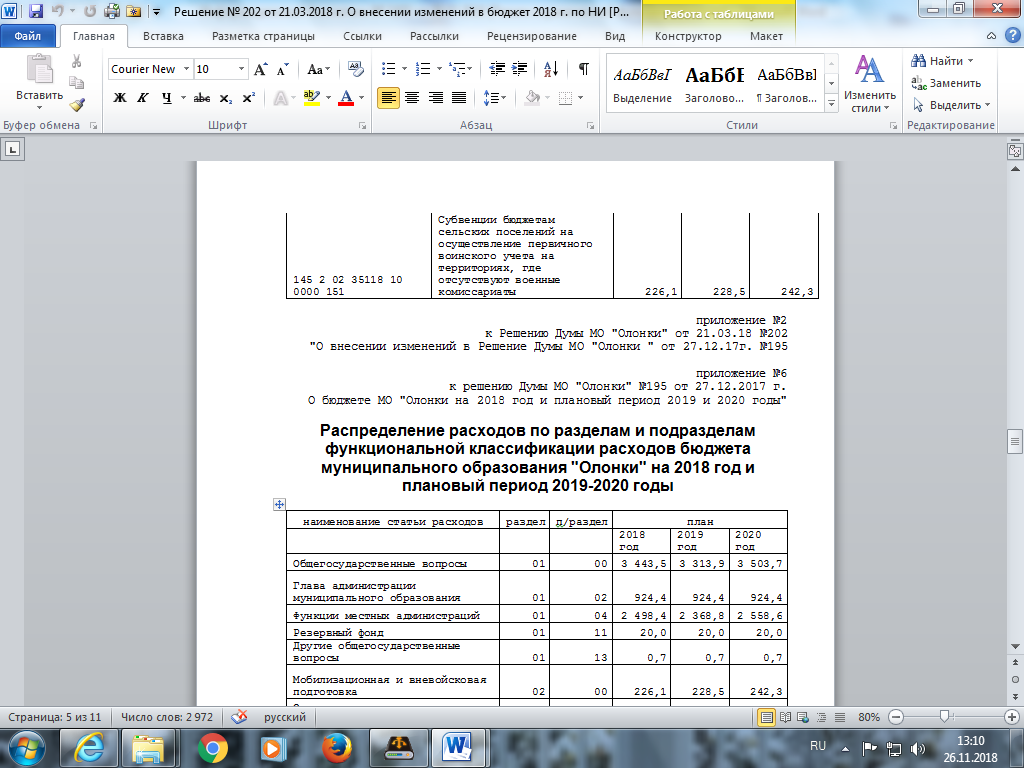 Решение № 202 от 21.03.2018 г. О внесении изменений в бюджет 2018 г. по НИ [Р...
Работа с таблицами
Файл Главная Вставка Разметка страницы Ссылки Рассылки Рецензирование Вид Конструктор Макет
Вставить
Courier New 10
Ж К Ч abc x₂ x²
АаБбВвГ АаБбЕ АаБбВвІ
Выделение Заголово... ¶ Заголов...
Изменить стили
Найти
Заменить
Выделить
Буфер обмена Шрифт Абзац Стили Редактирование
Субвенции бюджетам
сельских поселений на
осуществление первичного
воинского учета на
территориях, где
145 2 02 35118 10 отсутствуют военные
0000 151 комиссариаты 226,1 228,5 242,3
приложение №2
к Решению Думы МО "Олонки" от 21.03.18 №202
"О внесении изменений в Решение Думы МО "Олонки " от 27.12.17г. №195
приложение №6
к решению Думы МО "Олонки" №195 от 27.12.2017 г.
О бюджете МО "Олонки на 2018 год и плановый период 2019 и 2020 годы"
Распределение расходов по разделам и подразделам
функциональной классификации расходов бюджета
муниципального образования "Олонки" на 2018 год и
плановый период 2019-2020 годы
наименование статьи расходов раздел п/раздел план
2018 год 2019 год 2020 год
Общегосударственные вопросы 01 00 3 443,5 3 313,9 3 503,7
Глава администрации
муниципального образования 01 02 924,4 924,4 924,4
Функции местных администраций 01 04 2 498,4 2 368,8 2 558,6
Резервный фонд 01 11 20,0 20,0 20,0
Другие общегосударственные
вопросы 01 13 0,7 0,7 0,7
Мобилизационная и вневойсковая
подготовка 02 00 226,1 228,5 242,3
Страница: 5 из 11 Число слов: 2 972 русский 80%
RU 13:10
26.11.2018